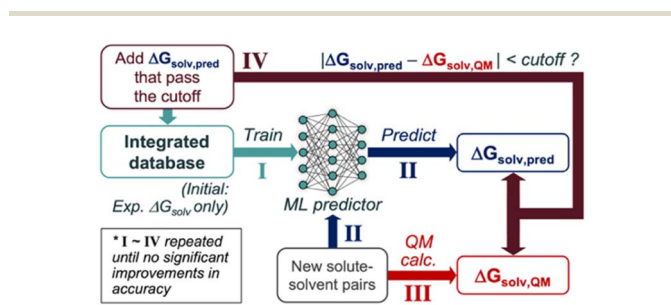 Add ΔGsolv,pred
that pass
the cutoff
IV
|ΔGsolv,pred − ΔGsolv,QM| < cutoff ?
Integrated
database
Train
I
Predict
II
ΔGsolv,pred
(Initial:
Exp. ΔGsolv only)
ML predictor
* I ~ IV repeated
until no significant
improvements in
accuracy
II
New solute-
solvent pairs
QM
calc.
III
ΔGsolv,QM